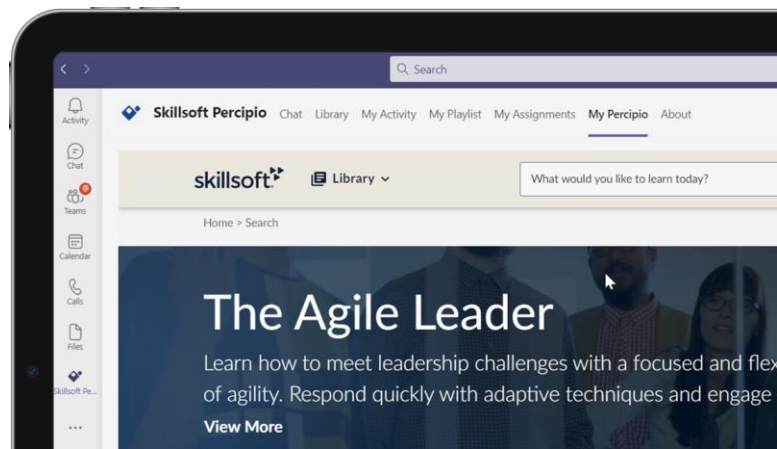 Search
Activity
Chat
Teams
Calendar
Calls
Files
Skillsoft Pe...
Skillsoft Percipio Chat Library My Activity My Playlist My Assignments My Percipio About
skillsoft Library What would you like to learn today?
Home > Search
The Agile Leader
Learn how to meet leadership challenges with a focused and flex
of agility. Respond quickly with adaptive techniques and engage
View More